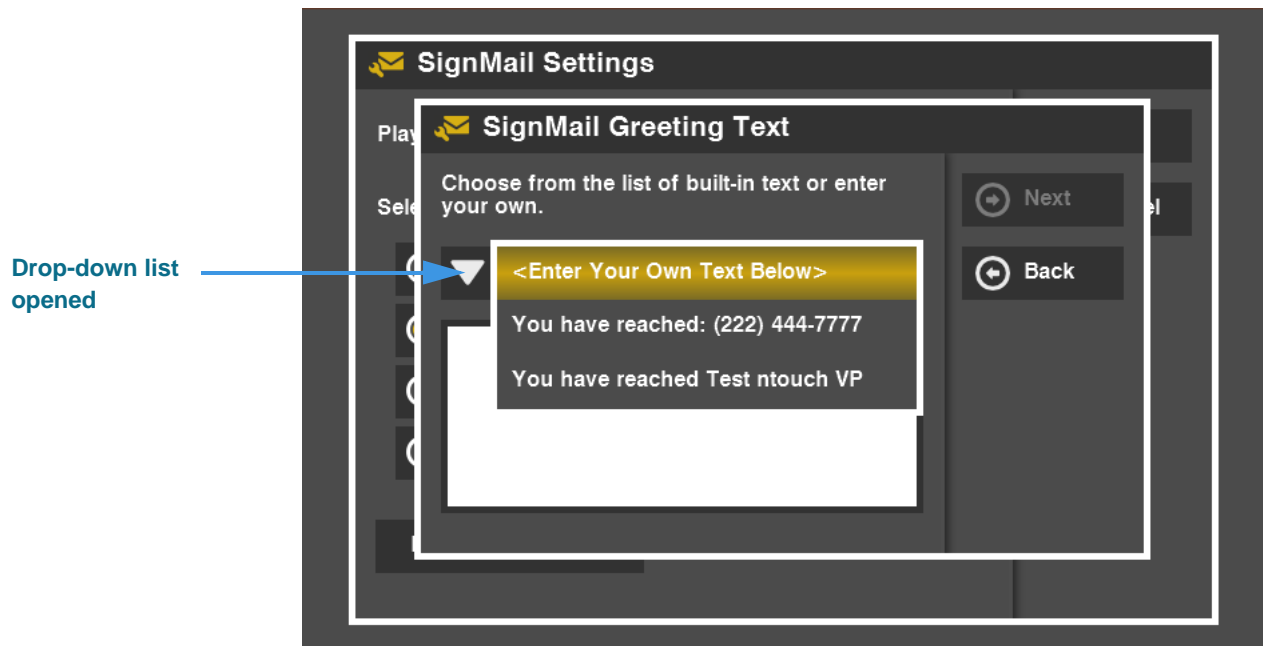 SignMail Settings
Play
SignMail Greeting Text
Choose from the list of built-in text or enter
your own.
Sele
Next
el
Drop-down list
opened
<Enter Your Own Text Below>
Back
You have reached: (222) 444-7777
You have reached Test ntouch VP